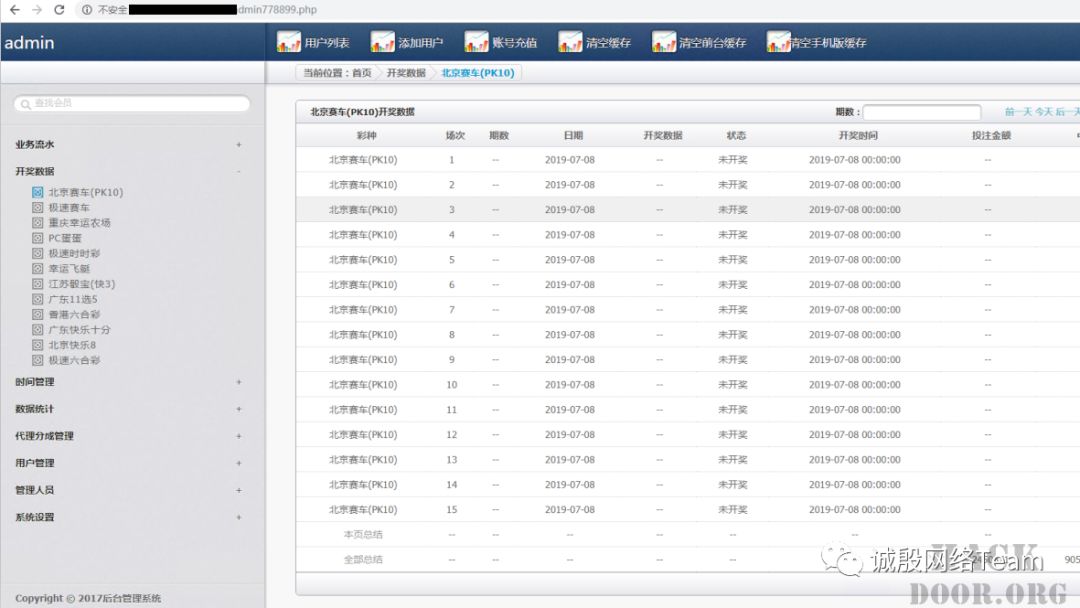 不安全 dmin778899.php
admin
用户列表 添加用户 账号充值 清空缓存 清空前台缓存 清空手机版缓存
当前位置：首页 开奖数据 北京赛车(PK10)
查找会员
业务流水 +
开奖数据 -
北京赛车(PK10)
极速赛车
重庆幸运农场
PC蛋蛋
极速时时彩
幸运飞艇
江苏骰宝(快3)
广东11选5
香港六合彩
广东快乐十分
北京快乐8
极速六合彩
时间管理 +
数据统计 +
代理分成管理 +
用户管理 +
管理人员 +
系统设置 +
Copyright © 2017后台管理系统
北京赛车(PK10)开奖数据 期数： 前一天 今天 后一天
彩种 场次 期数 日期 开奖数据 状态 开奖时间 投注金额
北京赛车(PK10) 1 -- 2019-07-08 -- 未开奖 2019-07-08 00:00:00 --
北京赛车(PK10) 2 -- 2019-07-08 -- 未开奖 2019-07-08 00:00:00 --
北京赛车(PK10) 3 -- 2019-07-08 -- 未开奖 2019-07-08 00:00:00 --
北京赛车(PK10) 4 -- 2019-07-08 -- 未开奖 2019-07-08 00:00:00 --
北京赛车(PK10) 5 -- 2019-07-08 -- 未开奖 2019-07-08 00:00:00 --
北京赛车(PK10) 6 -- 2019-07-08 -- 未开奖 2019-07-08 00:00:00 --
北京赛车(PK10) 7 -- 2019-07-08 -- 未开奖 2019-07-08 00:00:00 --
北京赛车(PK10) 8 -- 2019-07-08 -- 未开奖 2019-07-08 00:00:00 --
北京赛车(PK10) 9 -- 2019-07-08 -- 未开奖 2019-07-08 00:00:00 --
北京赛车(PK10) 10 -- 2019-07-08 -- 未开奖 2019-07-08 00:00:00 --
北京赛车(PK10) 11 -- 2019-07-08 -- 未开奖 2019-07-08 00:00:00 --
北京赛车(PK10) 12 -- 2019-07-08 -- 未开奖 2019-07-08 00:00:00 --
北京赛车(PK10) 13 -- 2019-07-08 -- 未开奖 2019-07-08 00:00:00 --
北京赛车(PK10) 14 -- 2019-07-08 -- 未开奖 2019-07-08 00:00:00 --
北京赛车(PK10) 15 -- 2019-07-08 -- 未开奖 2019-07-08 00:00:00 --
本页总结 -- -- -- -- -- --
全部总结 -- -- -- -- -- 905
诚殷网络Team
HACK
DOOR.ORG